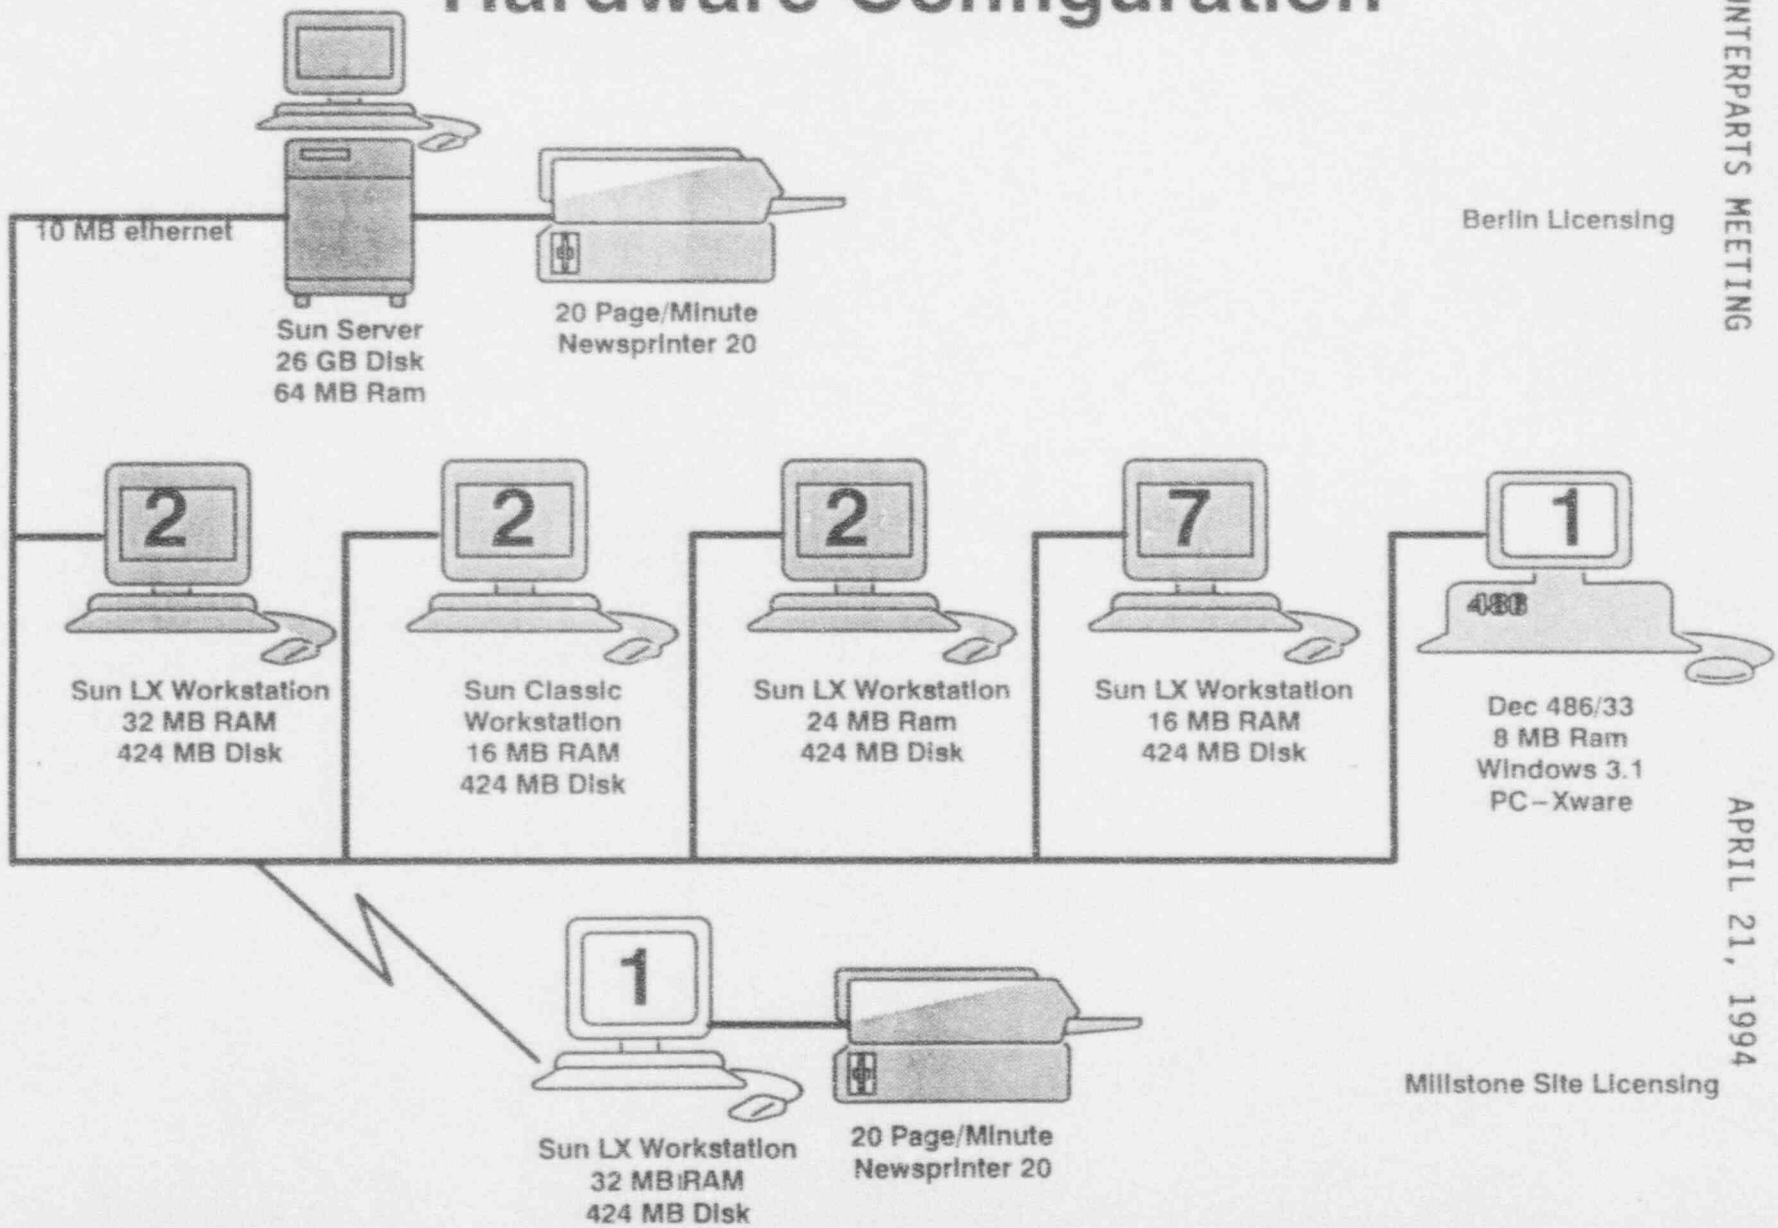 Hardware Configuration
10 MB ethernet
Sun Server
26 GB Disk
64 MB Ram
20 Page/Minute
Newsprinter 20
Berlin Licensing
MEETING
2
2
2
7
1
486
Sun LX Workstation
32 MB RAM
424 MB Disk
Sun Classic
Workstation
16 MB RAM
424 MB Disk
Sun LX Workstation
24 MB Ram
424 MB Disk
Sun LX Workstation
16 MB RAM
424 MB Disk
Dec 486/33
8 MB Ram
Windows 3.1
PC-Xware
APRIL 21, 1994
1
Sun LX Workstation
32 MB RAM
424 MB Disk
20 Page/Minute
Newsprinter 20
Millstone Site Licensing